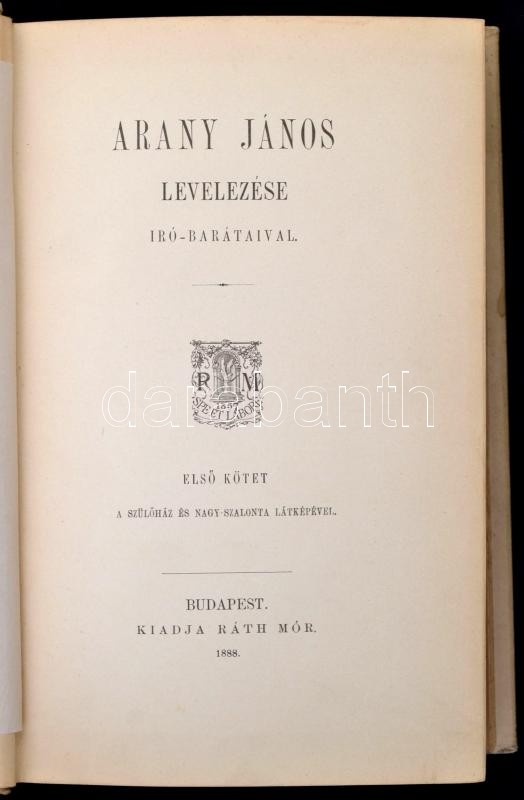 ARANY JÁNOS
LEVELEZÉSE
IRÓ-BARÁTAIVAL.
R M
1857
SPE ET LABORE
darabanth
ELSŐ KÖTET
A SZÜLŐHÁZ ÉS NAGY-SZALONTA LÁTKÉPÉVEL.
BUDAPEST.
KIADJA RÁTH MÓR.
1888.